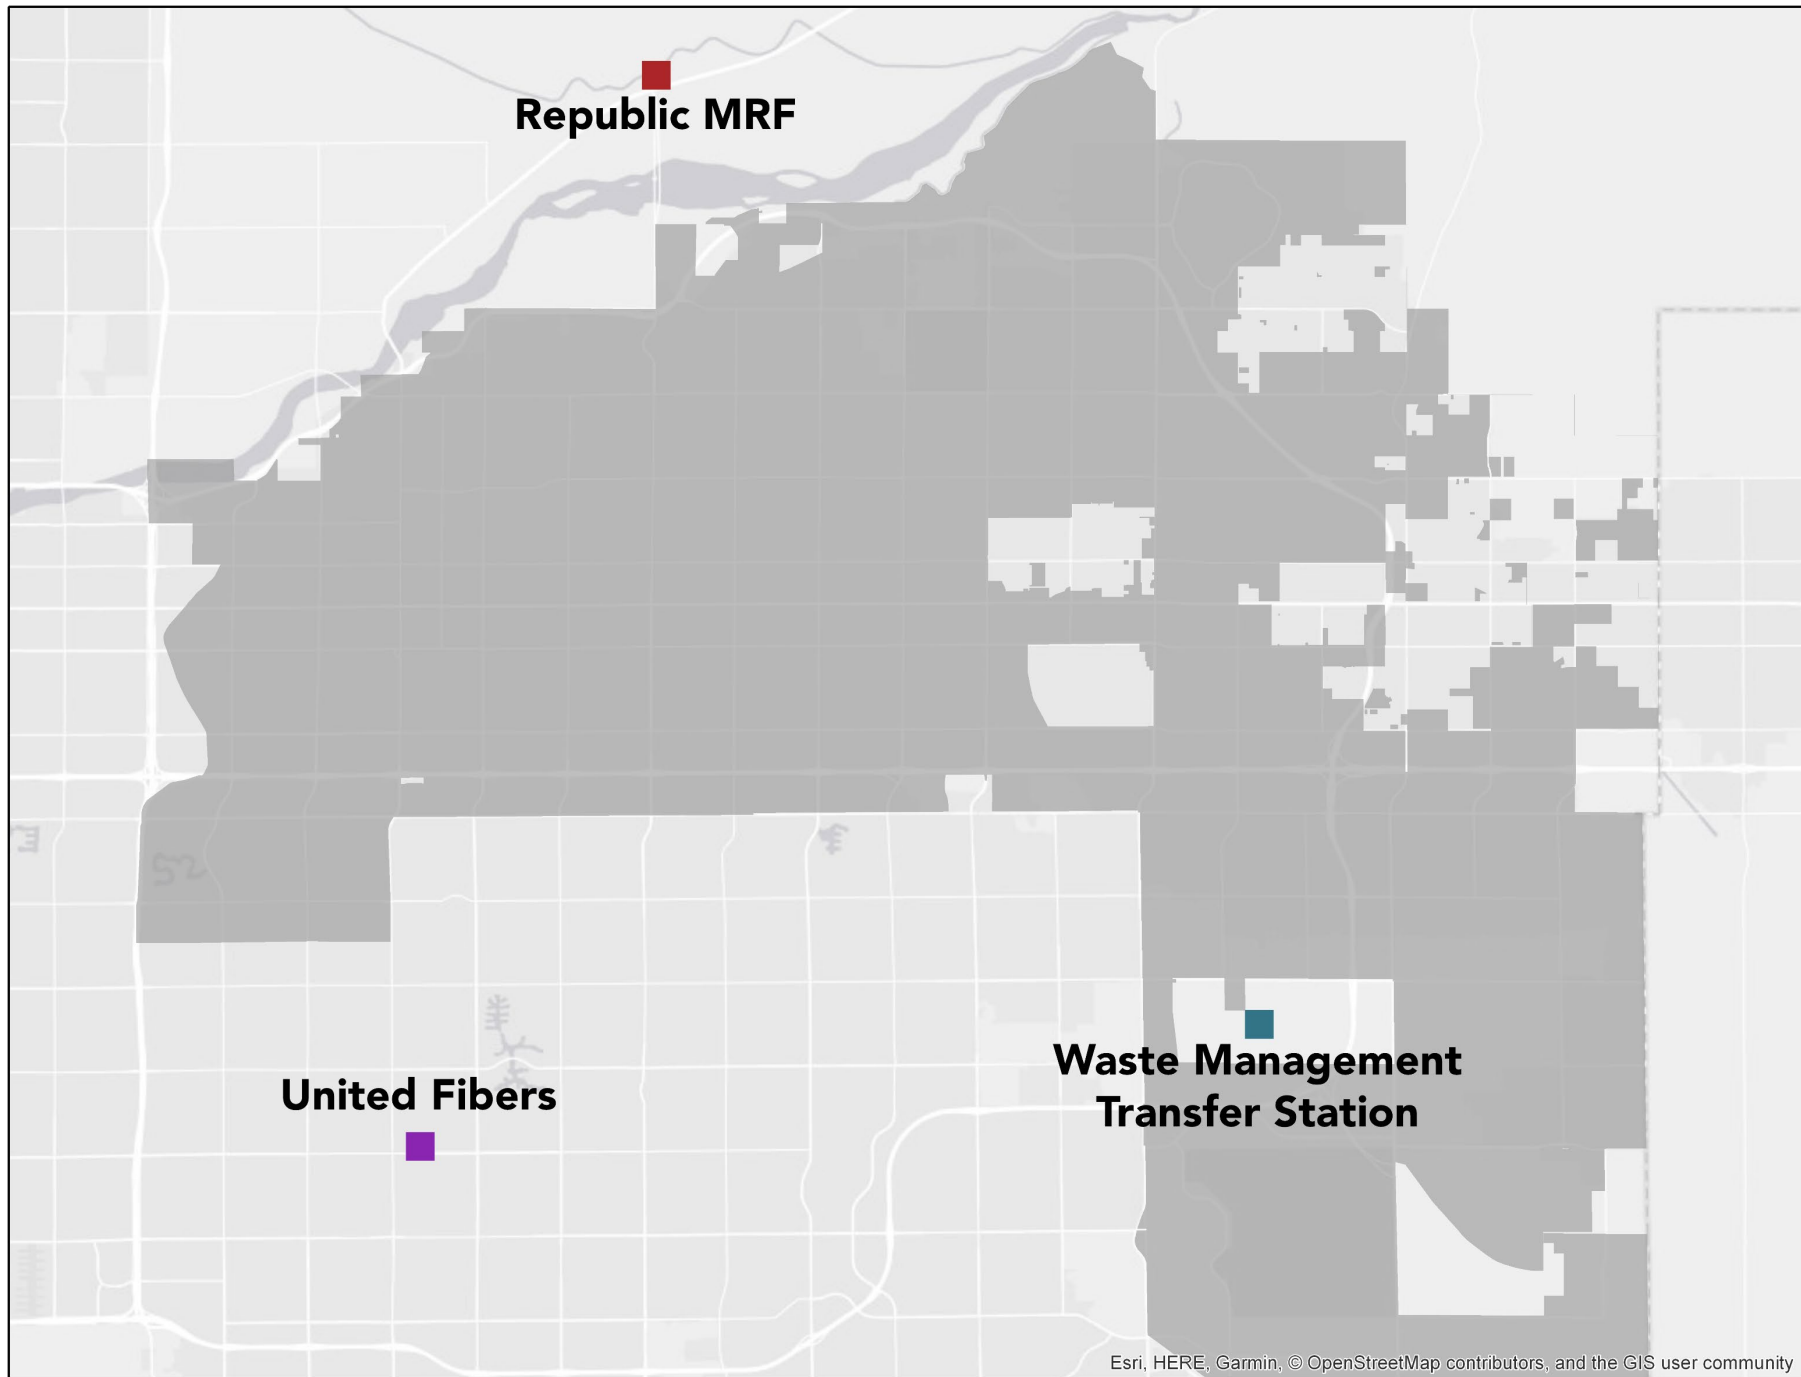 Republic MRF
Waste Management
Transfer Station
United Fibers
Esri, HERE, Garmin, © OpenStreetMap contributors, and the GIS user community